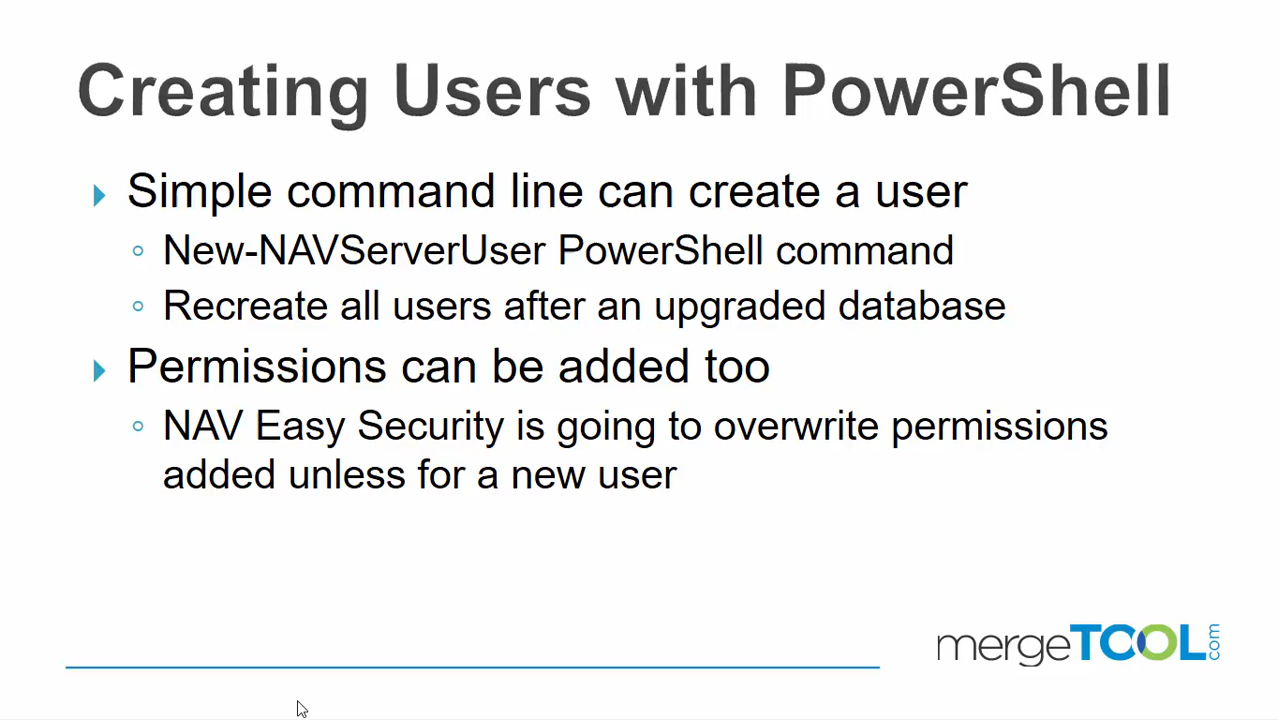 Creating Users with PowerShell
Simple command line can create a user
New-NAVServerUser PowerShell command
Recreate all users after an upgraded database
Permissions can be added too
NAV Easy Security is going to overwrite permissions
added unless for a new user
mergeTOOL.com